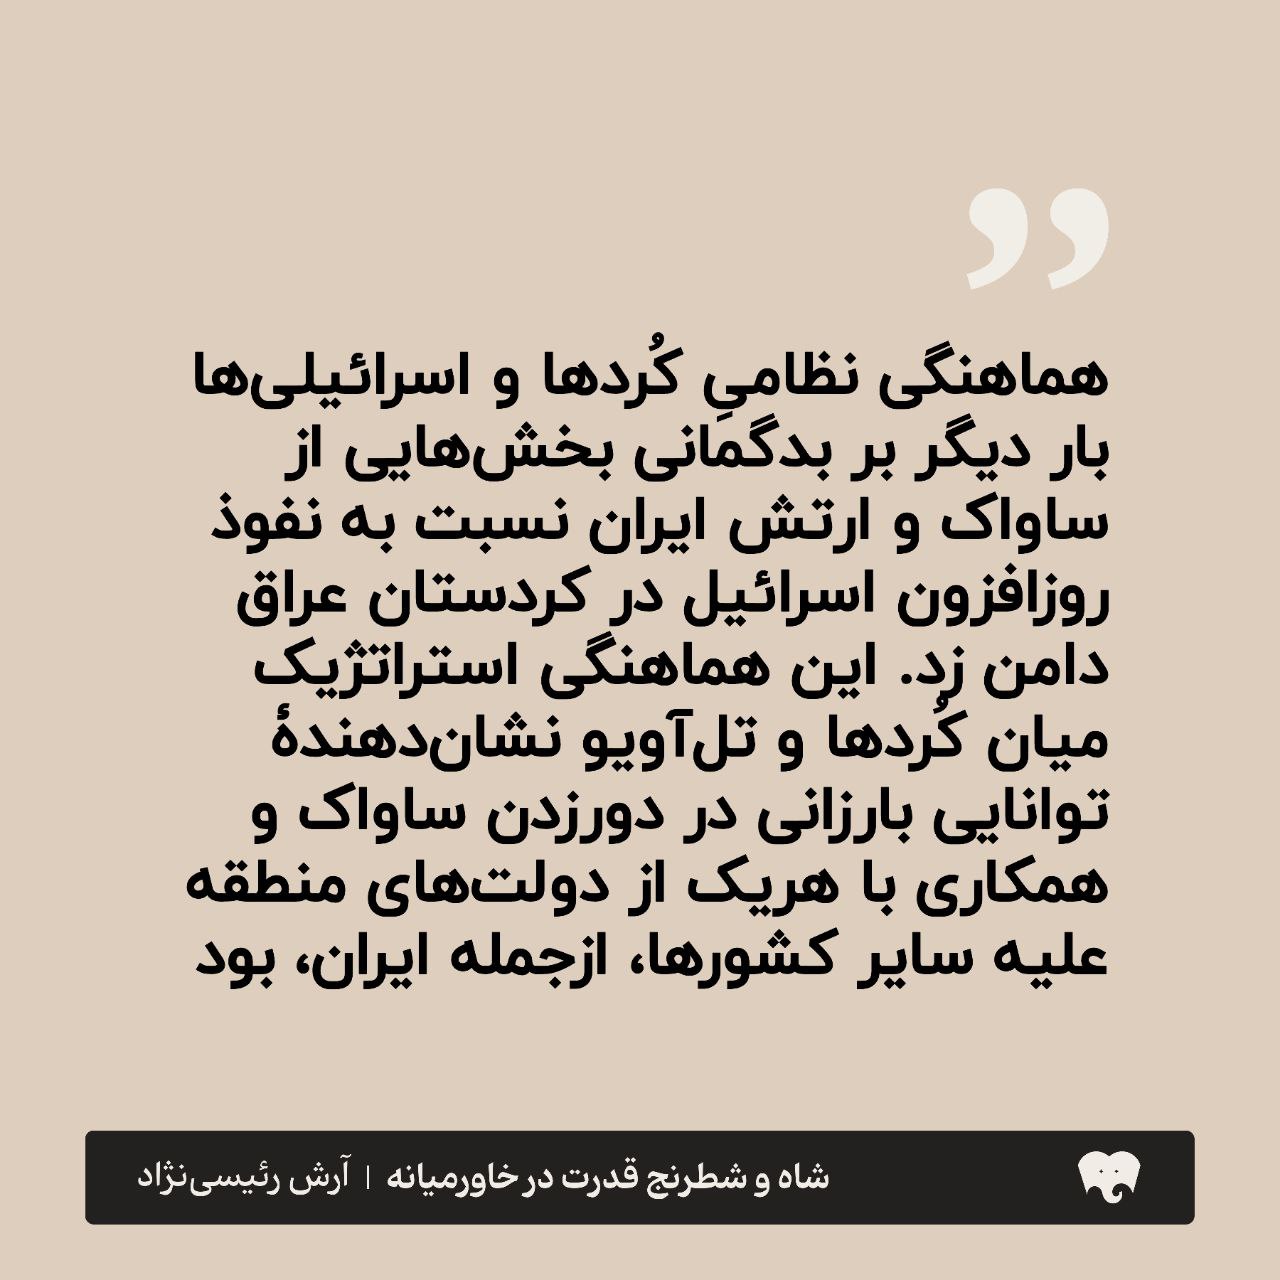 ”
هماهنگی نظامیِ کُردها و اسرائیلی‌ها
بار دیگر بر بدگمانی بخش‌هایی از
ساواک و ارتش ایران نسبت به نفوذ
روزافزون اسرائیل در کردستان عراق
دامن زد. این هماهنگی استراتژیک
میان کُردها و تل‌آویو نشان‌دهندهٔ
توانایی بارزانی در دورزدن ساواک و
همکاری با هریک از دولت‌های منطقه
علیه سایر کشورها، ازجمله ایران، بود
شاه و شطرنج قدرت در خاورمیانه | آرش رئیسی‌نژاد